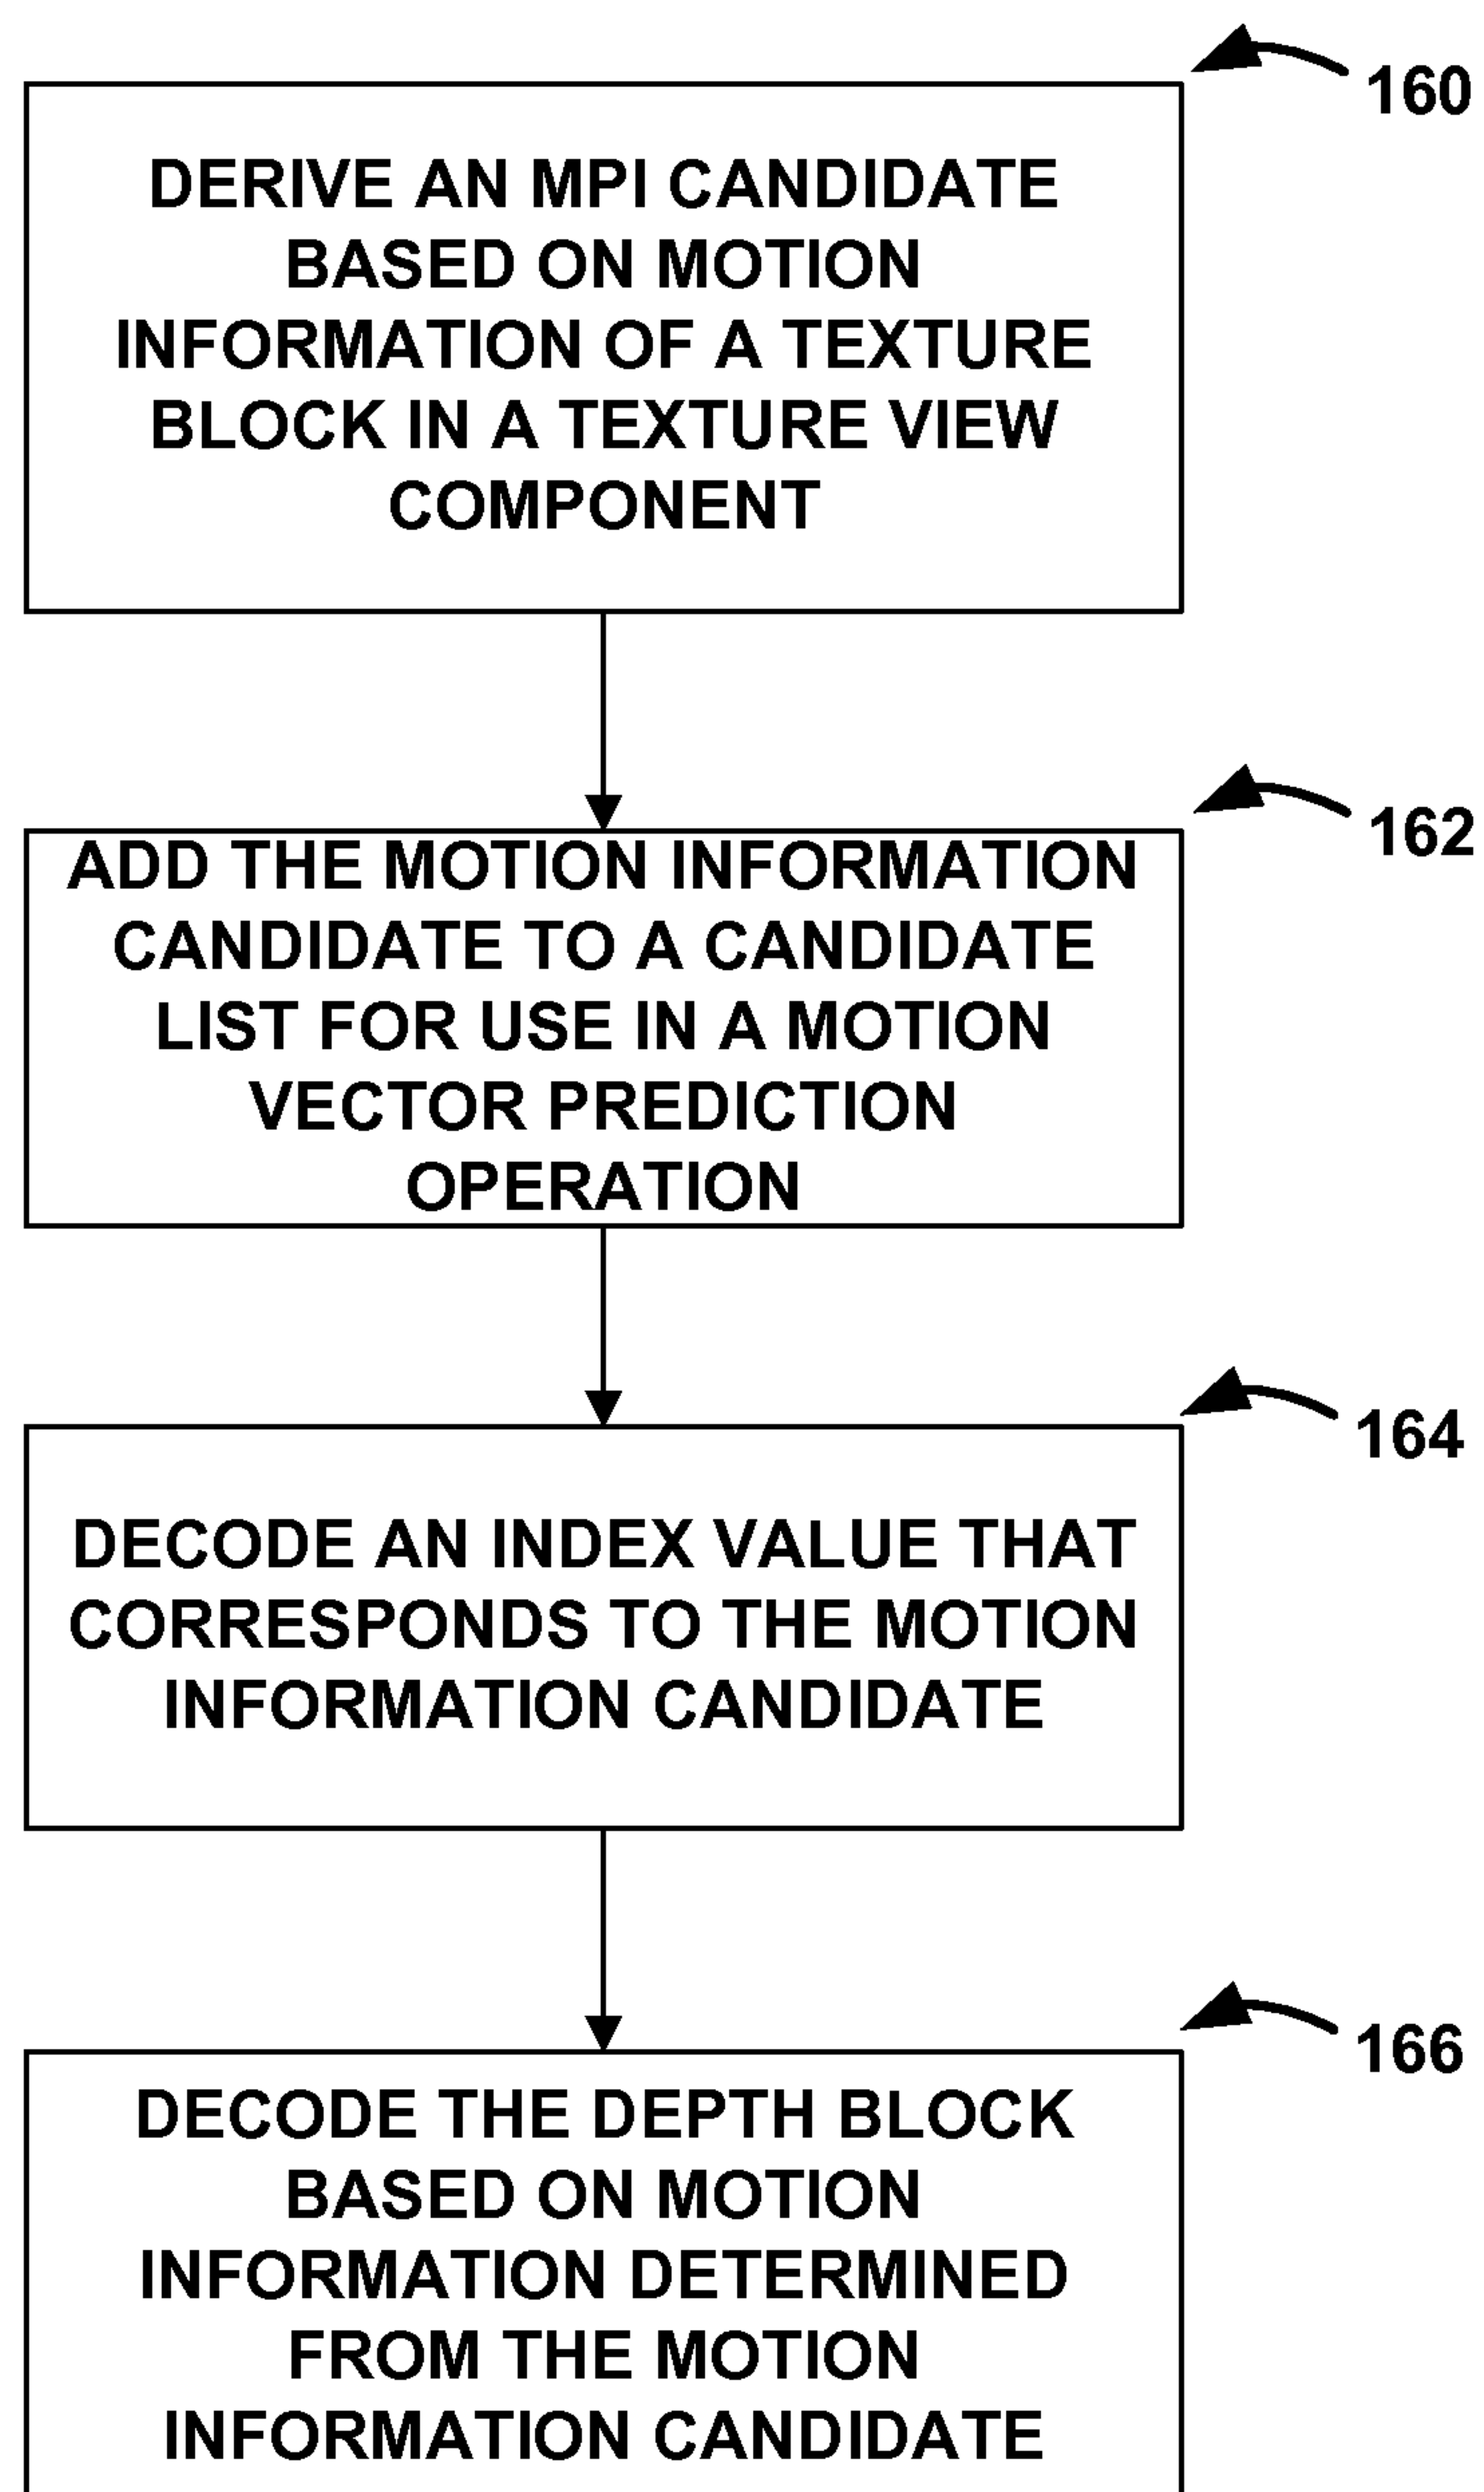 160
DERIVE AN MPI CANDIDATE
BASED ON MOTION
INFORMATION OF A TEXTURE
BLOCK IN A TEXTURE VIEW
COMPONENT
162
ADD THE MOTION INFORMATION
CANDIDATE TO A CANDIDATE
LIST FOR USE IN A MOTION
VECTOR PREDICTION
OPERATION
164
DECODE AN INDEX VALUE THAT
CORRESPONDS TO THE MOTION
INFORMATION CANDIDATE
166
DECODE THE DEPTH BLOCK
BASED ON MOTION
INFORMATION DETERMINED
FROM THE MOTION
INFORMATION CANDIDATE